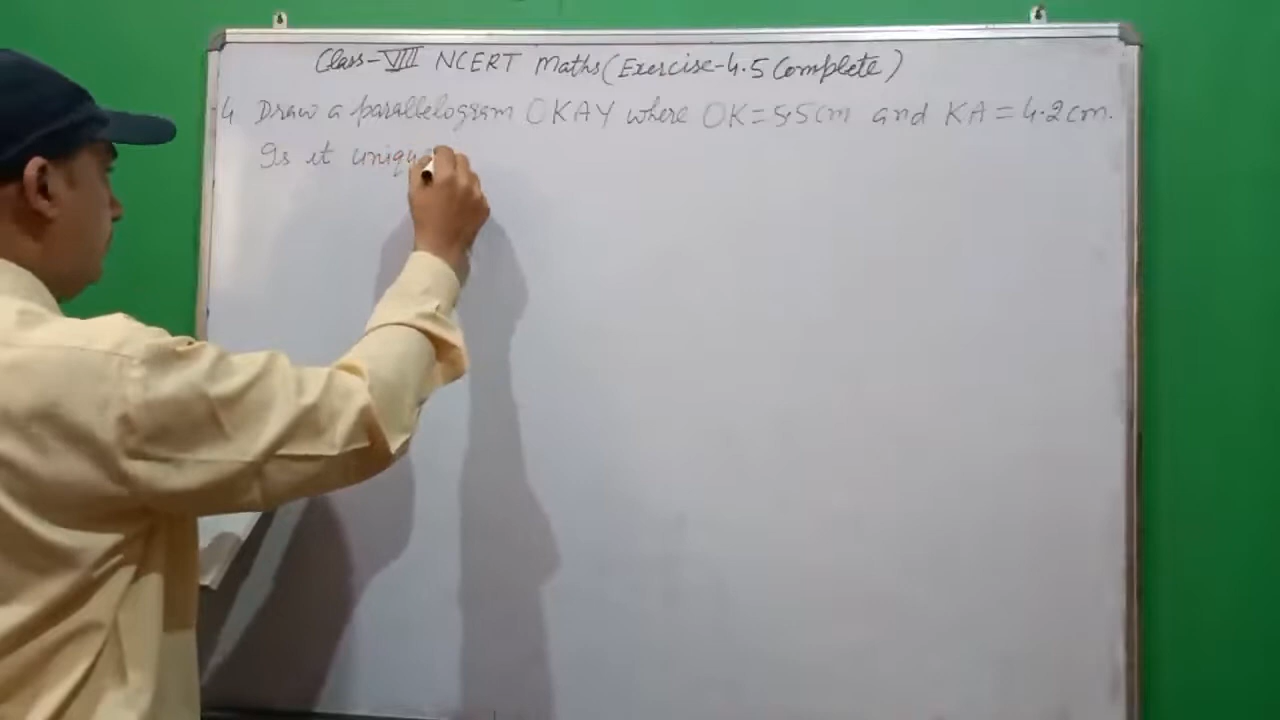 Class-VIII NCERT Maths (Exercise-4.5 Complete)
4 Draw a parallelogram OKAY where OK = 5.5cm and KA = 4.2cm.
Is it unique